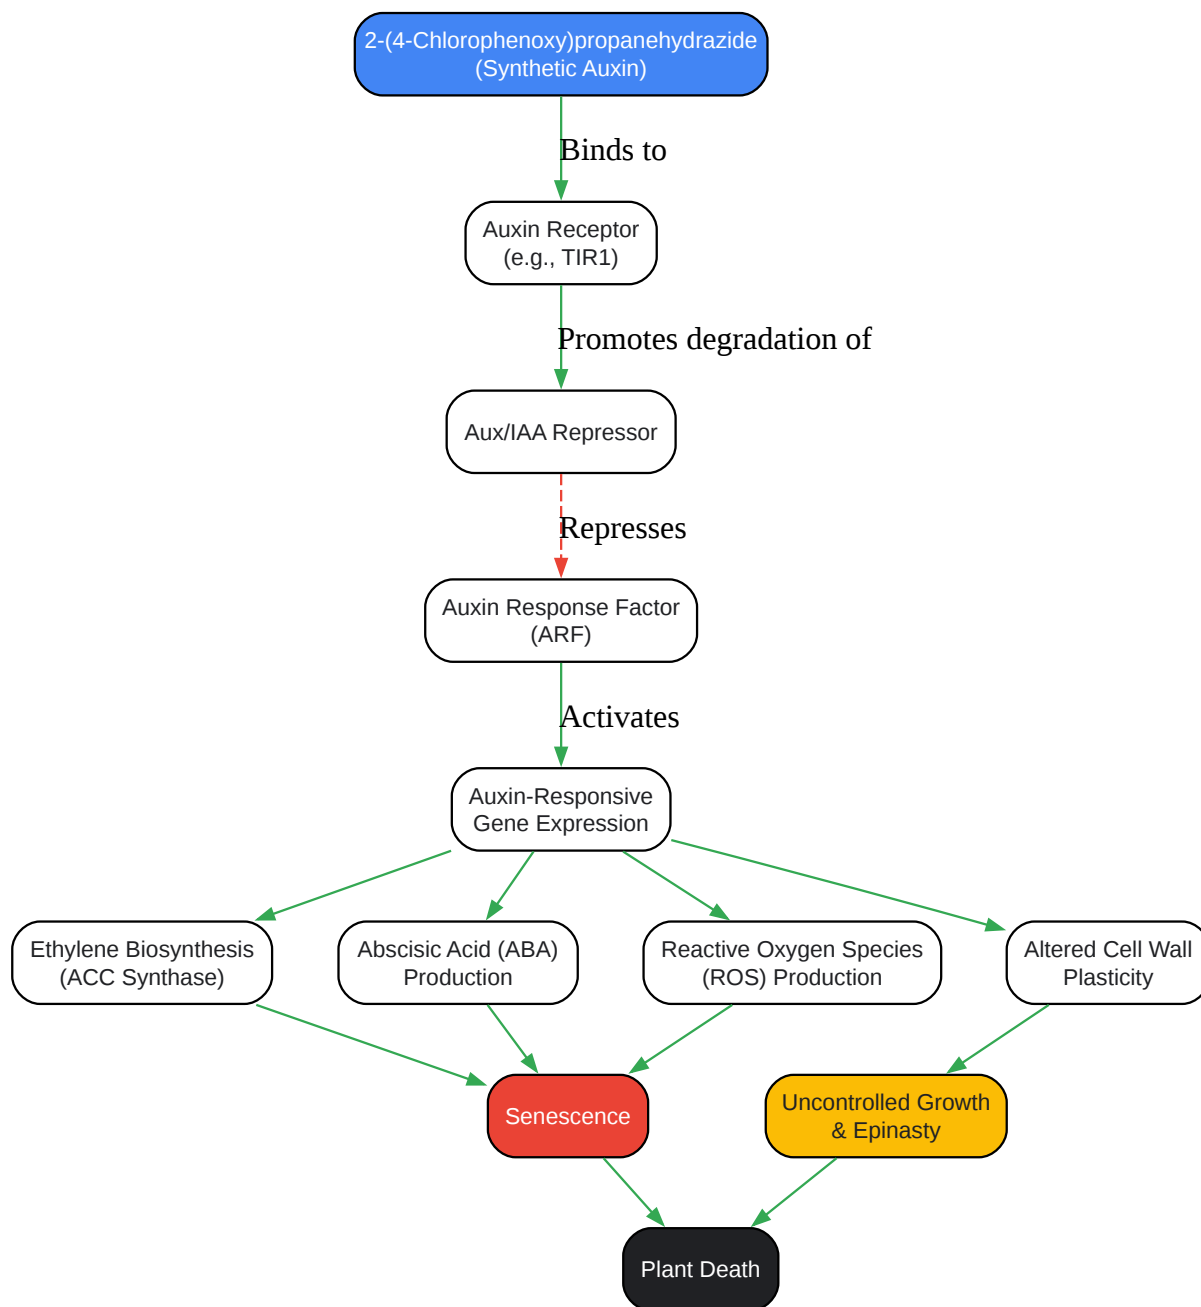 2-(4-Chlorophenoxy)propanehydrazide
(Synthetic Auxin)
Binds to
Auxin Receptor
(e.g., TIR1)
Promotes degradation of
Aux/IAA Repressor
Represses
Auxin Response Factor
(ARF)
Activates
Auxin-Responsive
Gene Expression
Ethylene Biosynthesis
(ACC Synthase)
Abscisic Acid (ABA)
Production
Reactive Oxygen Species
(ROS) Production
Altered Cell Wall
Plasticity
Senescence
Uncontrolled Growth
& Epinasty
Plant Death